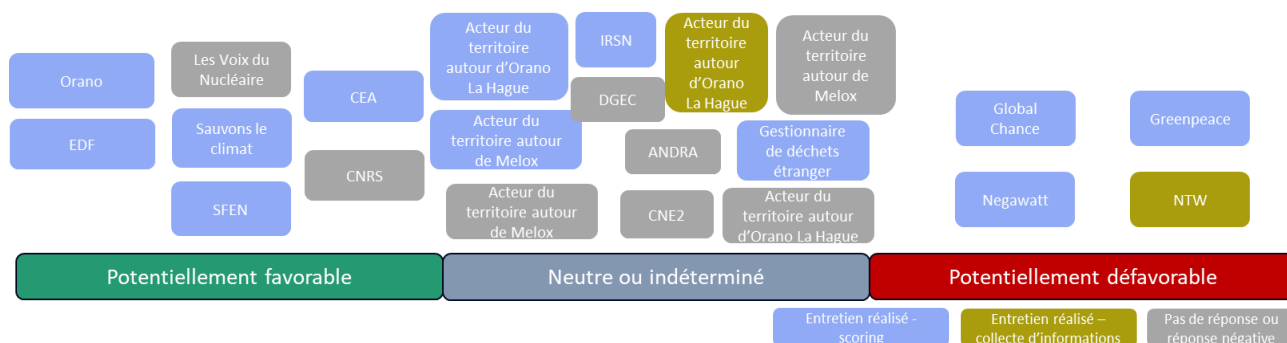 Orano
EDF
Les Voix du
Nucléaire
Sauvons le
climat
SFEN
CEA
CNRS
Acteur du
territoire
autour d'Orano
La Hague
Acteur du
territoire autour
de Melox
Acteur du
territoire autour
de Melox
IRSN
DGEC
ANDRA
CNE2
Acteur du
territoire
autour
d'Orano
La Hague
Acteur du
territoire
autour de
Melox
Gestionnaire
de déchets
étranger
Acteur du
territoire autour
d'Orano La Hague
Global
Chance
Negawatt
Greenpeace
NTW
Potentiellement favorable
Neutre ou indéterminé
Potentiellement défavorable
Entretien réalisé -
scoring
Entretien réalisé –
collecte d'informations
Pas de réponse ou
réponse négative